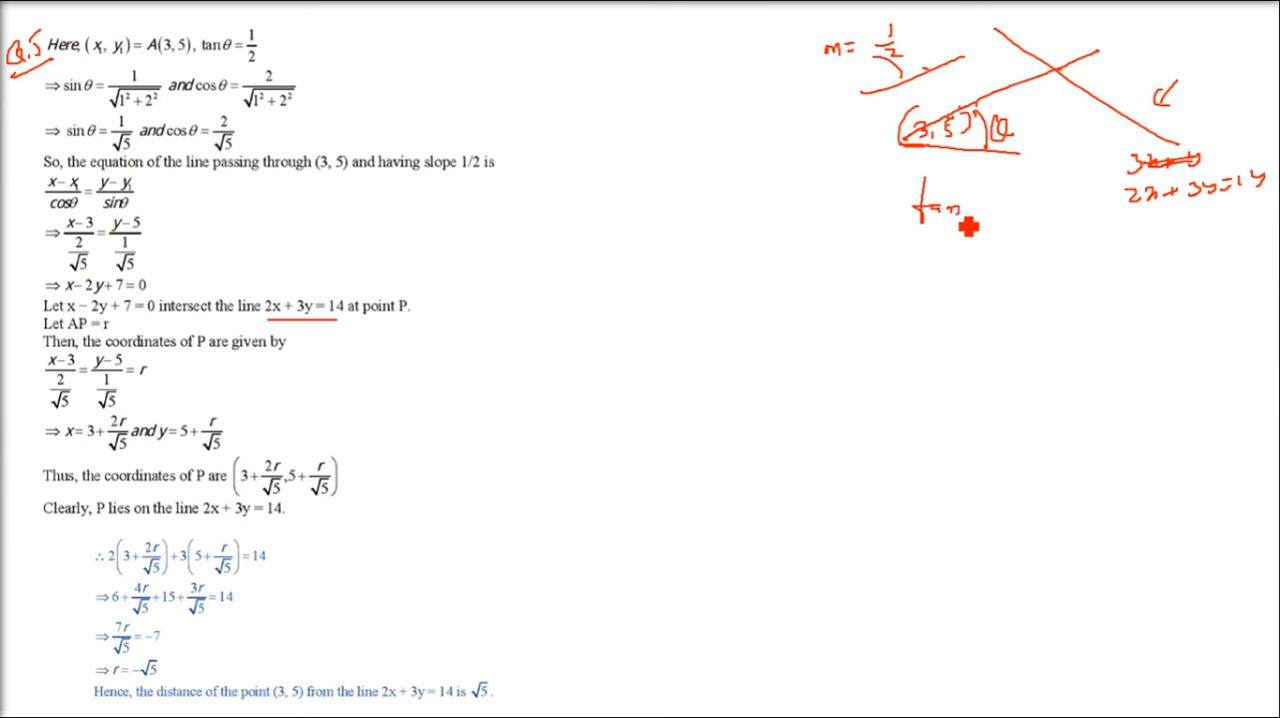 Q.5 Here, (x₁, y₁) = A(3, 5), tanθ = 1/2
⇒ sinθ = 1/√(1² + 2²) and cosθ = 2/√(1² + 2²)
⇒ sinθ = 1/√5 and cosθ = 2/√5
So, the equation of the line passing through (3, 5) and having slope 1/2 is
(x − x₁)/cosθ = (y − y₁)/sinθ
⇒ (x − 3)/(2/√5) = (y − 5)/(1/√5)
⇒ x − 2y + 7 = 0
Let x − 2y + 7 = 0 intersect the line 2x + 3y = 14 at point P.
Let AP = r
Then, the coordinates of P are given by
(x − 3)/(2/√5) = (y − 5)/(1/√5) = r
⇒ x = 3 + 2r/√5 and y = 5 + r/√5
Thus, the coordinates of P are (3 + 2r/√5, 5 + r/√5)
Clearly, P lies on the line 2x + 3y = 14.
∴ 2(3 + 2r/√5) + 3(5 + r/√5) = 14
⇒ 6 + 4r/√5 + 15 + 3r/√5 = 14
⇒ 7r/√5 = −7
⇒ r = −√5
Hence, the distance of the point (3, 5) from the line 2x + 3y = 14 is √5.
m = 1/2
(3, 5)
2x + 3y = 14
tan